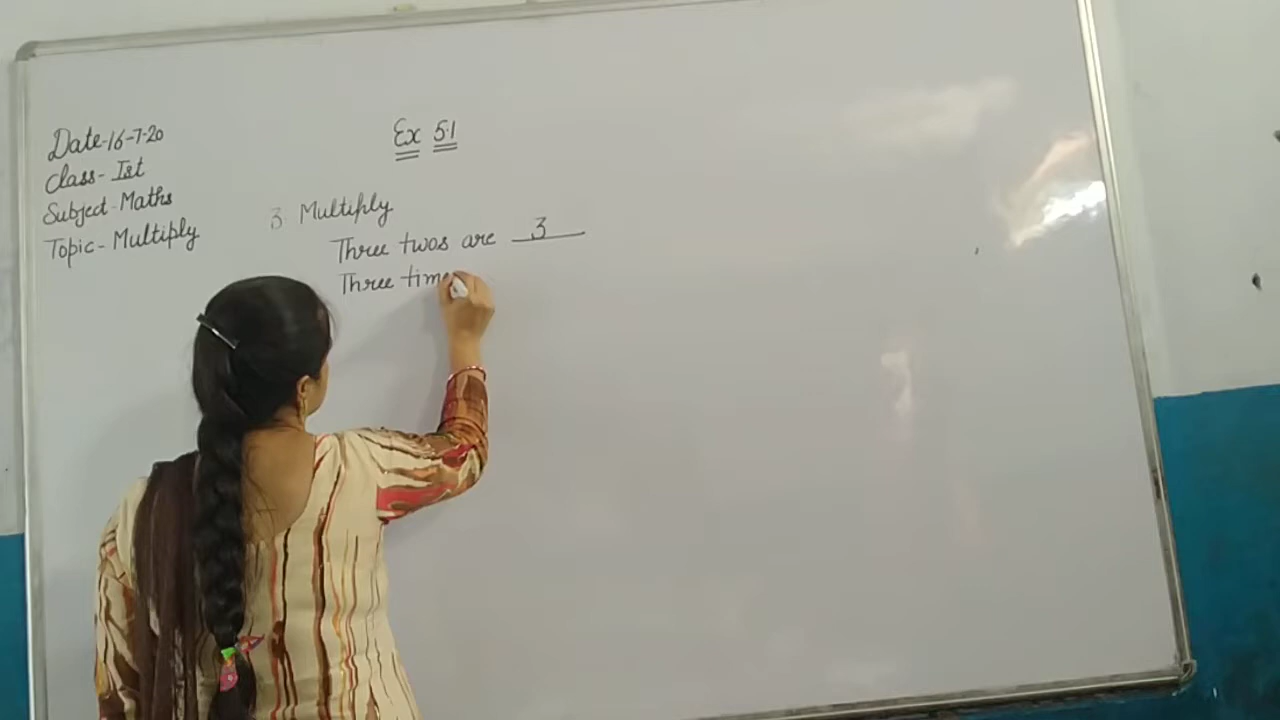 Date-16-7-20
Class-Ist
Subject-Maths
Topic-Multiply
Ex 5.1
3. Multiply
Three twos are 3
Three time